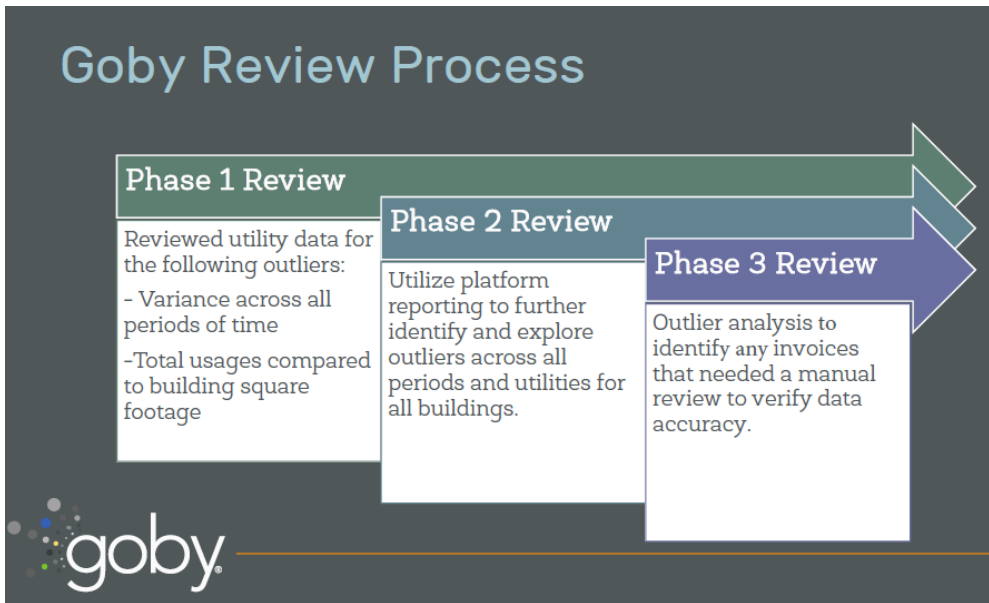 Goby Review Process
Phase 1 Review
Reviewed utility data for
the following outliers:
- Variance across all
periods of time
-Total usages compared
to building square
footage
Phase 2 Review
Utilize platform
reporting to further
identify and explore
outliers across all
periods and utilities for
all buildings.
Phase 3 Review
Outlier analysis to
identify any invoices
that needed a manual
review to verify data
accuracy.
goby®